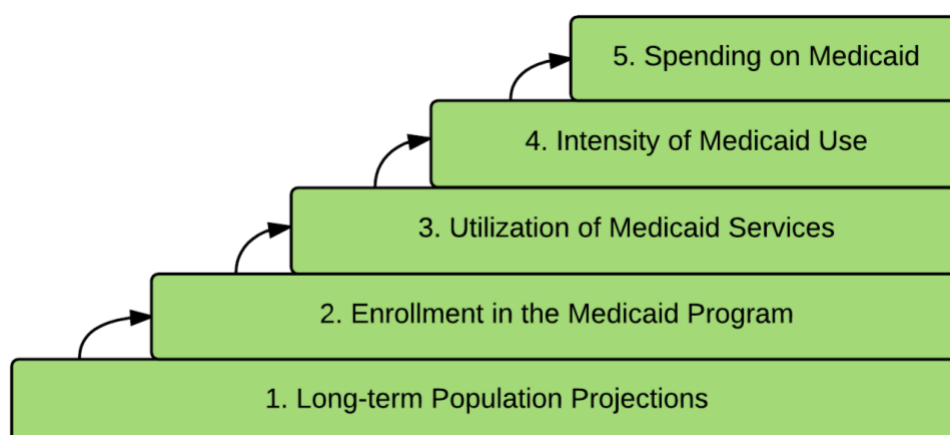 5. Spending on Medicaid
4. Intensity of Medicaid Use
3. Utilization of Medicaid Services
2. Enrollment in the Medicaid Program
1. Long-term Population Projections